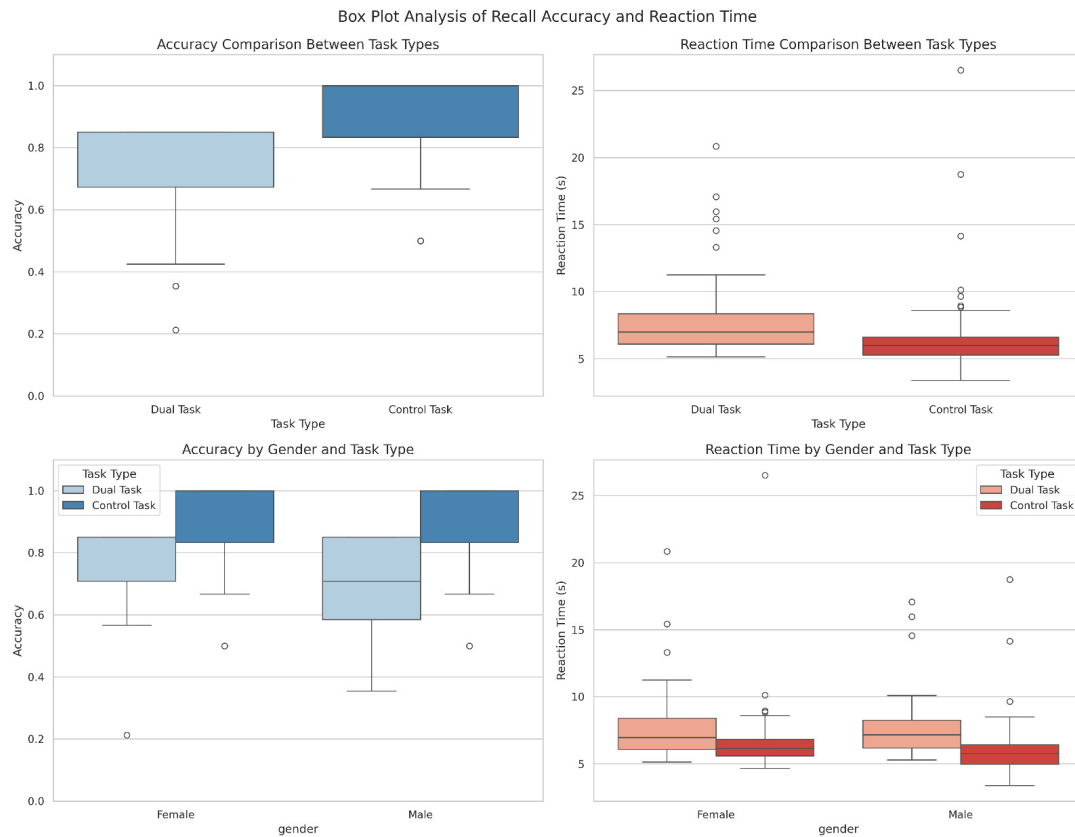 Box Plot Analysis of Recall Accuracy and Reaction Time
Accuracy Comparison Between Task Types
1.0
0.8
0.6
0.4
0.2
0.0
Accuracy
Dual Task
Control Task
Task Type
Reaction Time Comparison Between Task Types
25
20
15
10
5
Reaction Time (s)
Dual Task
Control Task
Task Type
Accuracy by Gender and Task Type
Task Type
Dual Task
Control Task
1.0
0.8
0.6
0.4
0.2
0.0
Accuracy
Female
Male
gender
Reaction Time by Gender and Task Type
Task Type
Dual Task
Control Task
25
20
15
10
5
Reaction Time (s)
Female
Male
gender